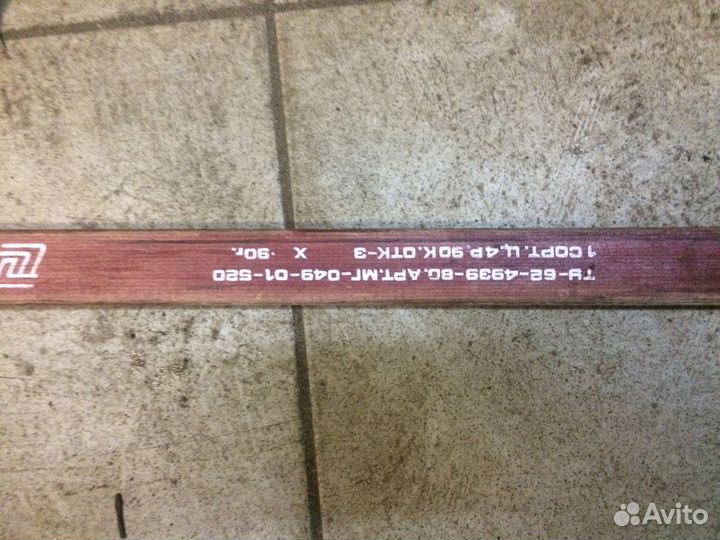 ТУ-62-4939-80. АРТ.МГ-049-01-520
1 СОРТ. Ц.4Р.90К.ОТК-3 X 90г.
Avito